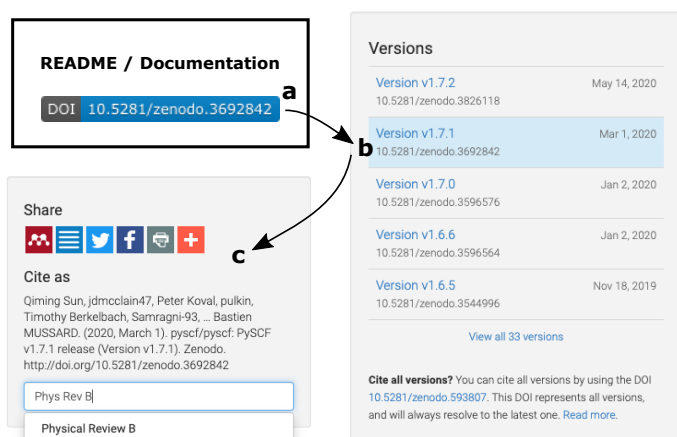 README / Documentation
DOI 10.5281/zenodo.3692842
a
b
c
Share
Cite as
Qiming Sun, jdmcclain47, Peter Koval, pulkin,
Timothy Berkelbach, Samragni-93, ... Bastien
MUSSARD. (2020, March 1). pyscf/pyscf: PySCF
v1.7.1 release (Version v1.7.1). Zenodo.
http://doi.org/10.5281/zenodo.3692842
Phys Rev B
Physical Review B
Versions
Version v1.7.2 May 14, 2020
10.5281/zenodo.3826118
Version v1.7.1 Mar 1, 2020
10.5281/zenodo.3692842
Version v1.7.0 Jan 2, 2020
10.5281/zenodo.3596576
Version v1.6.6 Jan 2, 2020
10.5281/zenodo.3596564
Version v1.6.5 Nov 18, 2019
10.5281/zenodo.3544996
View all 33 versions
Cite all versions? You can cite all versions by using the DOI
10.5281/zenodo.593807. This DOI represents all versions,
and will always resolve to the latest one. Read more.